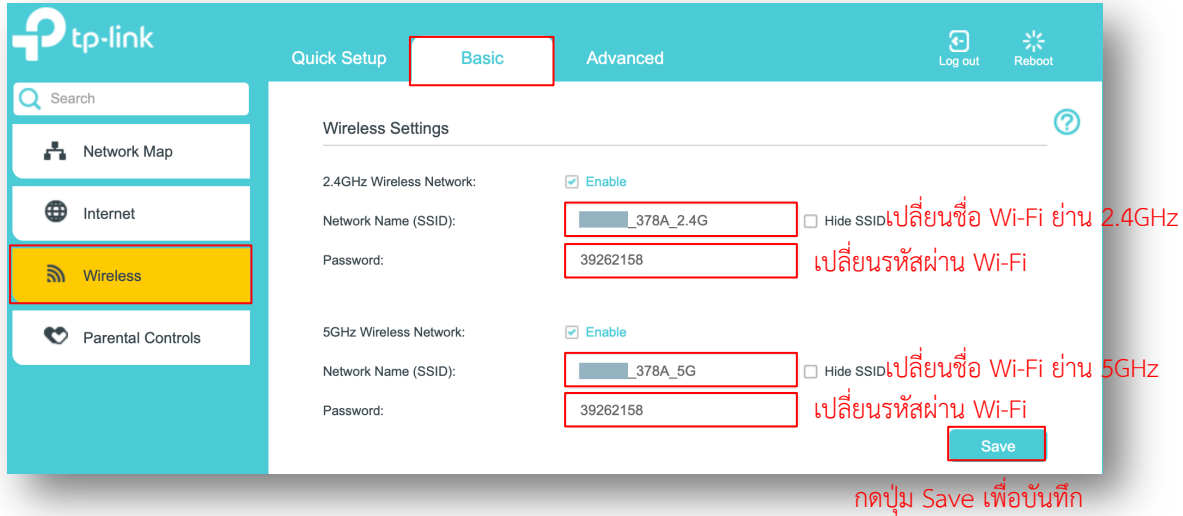 tp-link
Quick Setup Basic Advanced Log out Reboot
Search
Network Map
Internet
Wireless
Parental Controls
Wireless Settings
2.4GHz Wireless Network: Enable
Network Name (SSID): _378A_2.4G Hide SSID เปลี่ยนชื่อ Wi-Fi ย่าน 2.4GHz
Password: 39262158 เปลี่ยนรหัสผ่าน Wi-Fi
5GHz Wireless Network: Enable
Network Name (SSID): _378A_5G Hide SSID เปลี่ยนชื่อ Wi-Fi ย่าน 5GHz
Password: 39262158 เปลี่ยนรหัสผ่าน Wi-Fi
Save
กดปุ่ม Save เพื่อบันทึก